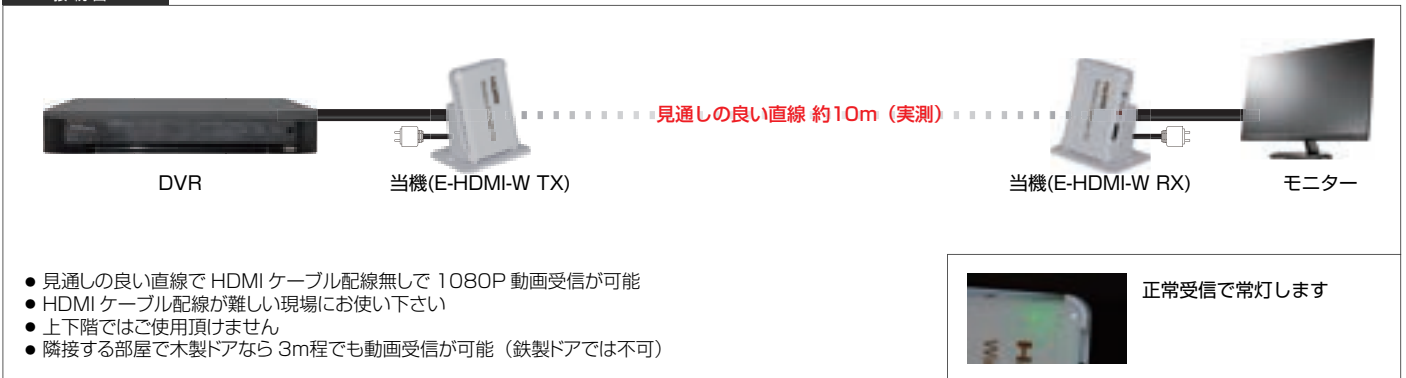 見通しの良い直線 約10m（実測）
DVR
当機(E-HDMI-W TX)
当機(E-HDMI-W RX)
モニター
● 見通しの良い直線で HDMI ケーブル配線無しで 1080P 動画受信が可能
● HDMI ケーブル配線が難しい現場にお使い下さい
● 上下階ではご使用頂けません
● 隣接する部屋で木製ドアなら 3m程でも動画受信が可能（鉄製ドアでは不可）
正常受信で常灯します